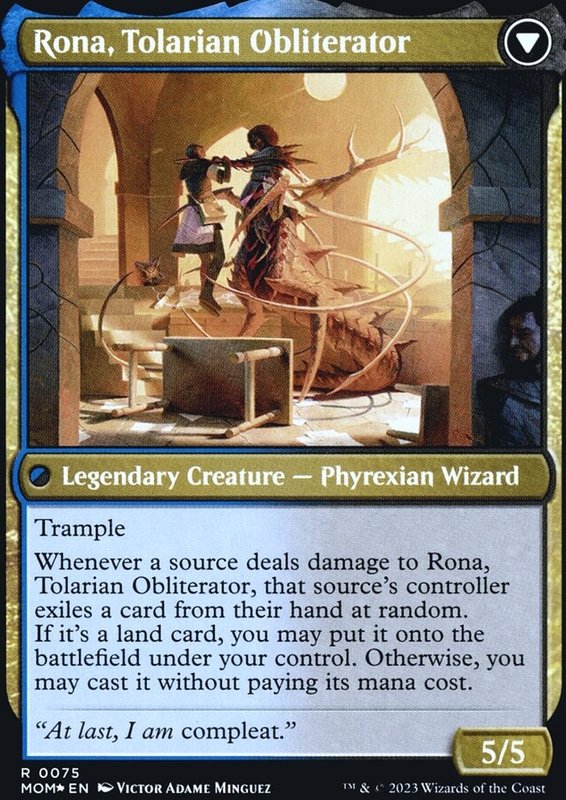 Rona, Tolarian Obliterator
Legendary Creature — Phyrexian Wizard
Trample
Whenever a source deals damage to Rona,
Tolarian Obliterator, that source's controller
exiles a card from their hand at random.
If it's a land card, you may put it onto the
battlefield under your control. Otherwise, you
may cast it without paying its mana cost.
“At last, I am compleat.”
5/5
R 0075
MOM★EN Victor Adame Minguez
™ & © 2023 Wizards of the Coast